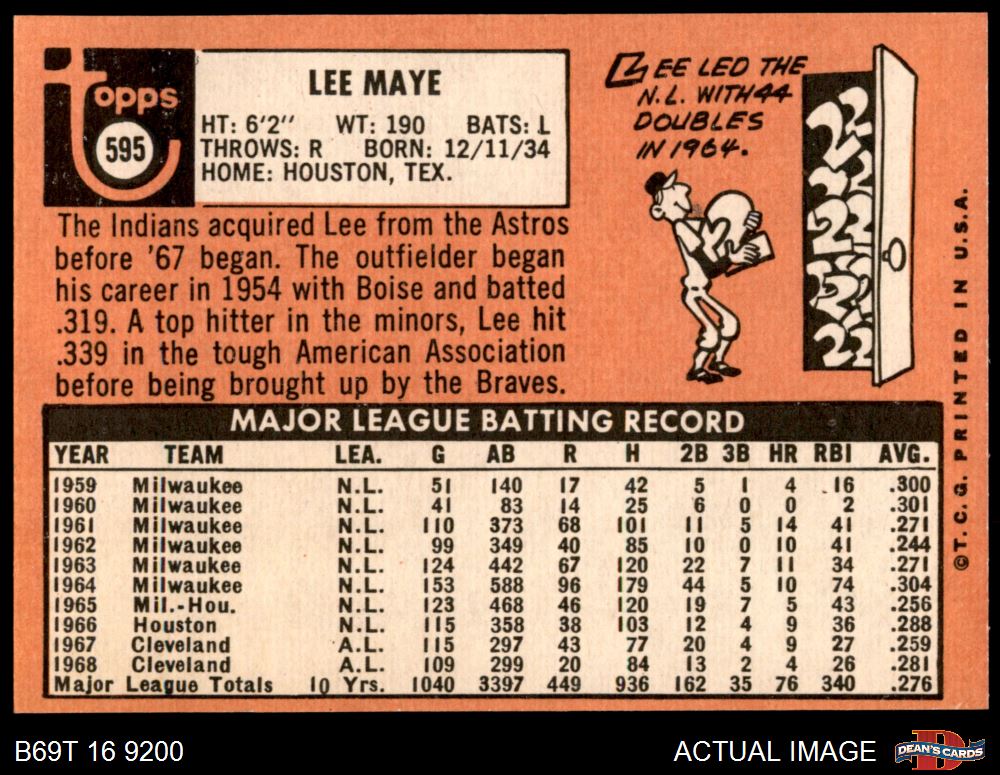 Topps
595
LEE MAYE
HT: 6'2" WT: 190 BATS: L
THROWS: R BORN: 12/11/34
HOME: HOUSTON, TEX.
The Indians acquired Lee from the Astros
before '67 began. The outfielder began
his career in 1954 with Boise and batted
.319. A top hitter in the minors, Lee hit
.339 in the tough American Association
before being brought up by the Braves.
LEE LED THE
N.L. WITH 44
DOUBLES
IN 1964.
22
22
22
22
22
2
MAJOR LEAGUE BATTING RECORD
YEAR TEAM LEA. G AB R H 2B 3B HR RBI AVG.
1959 Milwaukee N.L. 51 140 17 42 5 1 4 16 .300
1960 Milwaukee N.L. 41 83 14 25 6 0 0 2 .301
1961 Milwaukee N.L. 110 373 68 101 11 5 14 41 .271
1962 Milwaukee N.L. 99 349 40 85 10 0 10 41 .244
1963 Milwaukee N.L. 124 442 67 120 22 7 11 34 .271
1964 Milwaukee N.L. 153 588 96 179 44 5 10 74 .304
1965 Mil.-Hou. N.L. 123 468 46 120 19 7 5 43 .256
1966 Houston N.L. 115 358 38 103 12 4 9 36 .288
1967 Cleveland A.L. 115 297 43 77 20 4 9 27 .259
1968 Cleveland A.L. 109 299 20 84 13 2 4 26 .281
Major League Totals 10 Yrs. 1040 3397 449 936 162 35 76 340 .276
©T.C.G. PRINTED IN U.S.A.
B69T 16 9200
ACTUAL IMAGE
DEAN'S CARDS